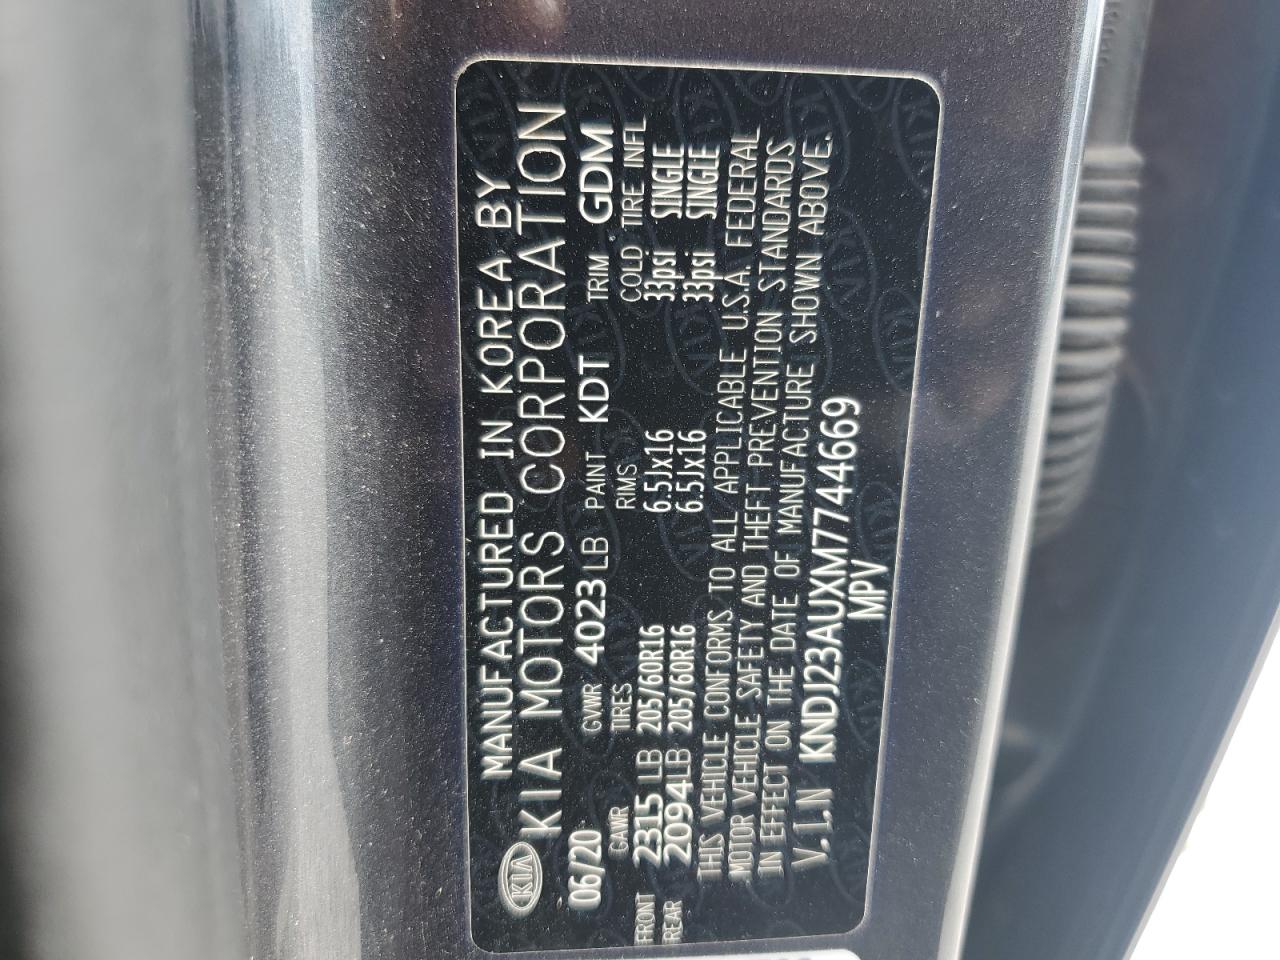 MANUFACTURED IN KOREA BY
KIA KIA MOTORS CORPORATION
06/20 GVWR 4023 LB PAINT KDT TRIM GDM
GAWR TIRES RIMS COLD TIRE INFL
FRONT 2315 LB 205/60R16 6.5Jx16 33psi SINGLE
REAR 2094 LB 205/60R16 6.5Jx16 33psi SINGLE
THIS VEHICLE CONFORMS TO ALL APPLICABLE U.S.A. FEDERAL
MOTOR VEHICLE SAFETY AND THEFT PREVENTION STANDARDS
IN EFFECT ON THE DATE OF MANUFACTURE SHOWN ABOVE.
V.I.N KNDJ23AUXM7744669
MPV